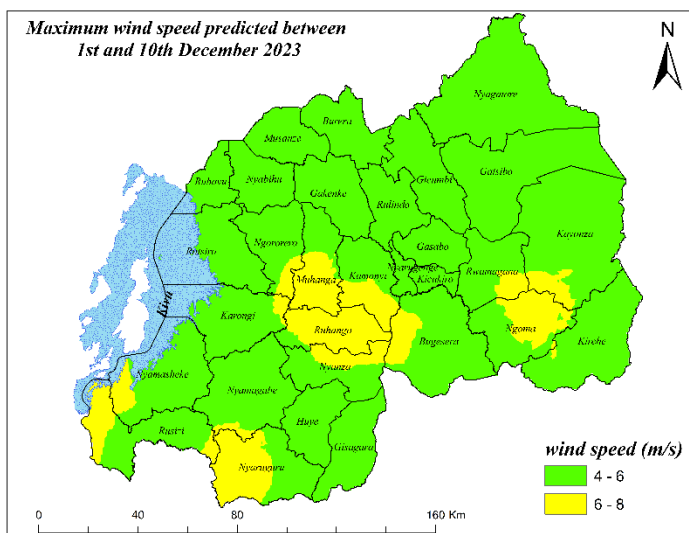 Maximum wind speed predicted between
1st and 10th December 2023
N
Nyagatare
Burera
Musanze
Rubavu
Nyabihu
Gakenke
Rulindo
Gicumbi
Gatsibo
Rutsiro
Ngororero
Gasabo
Kayonza
Muhanga
Kamonyi
Nyarugenge
Kicukiro
Rwamagana
Kivu
Karongi
Ruhango
Bugesera
Ngoma
Kirehe
Nyamasheke
Nyanza
Nyamagabe
Huye
Rusizi
Gisagara
Nyaruguru
wind speed (m/s)
4 - 6
6 - 8
0 40 80 160 Km